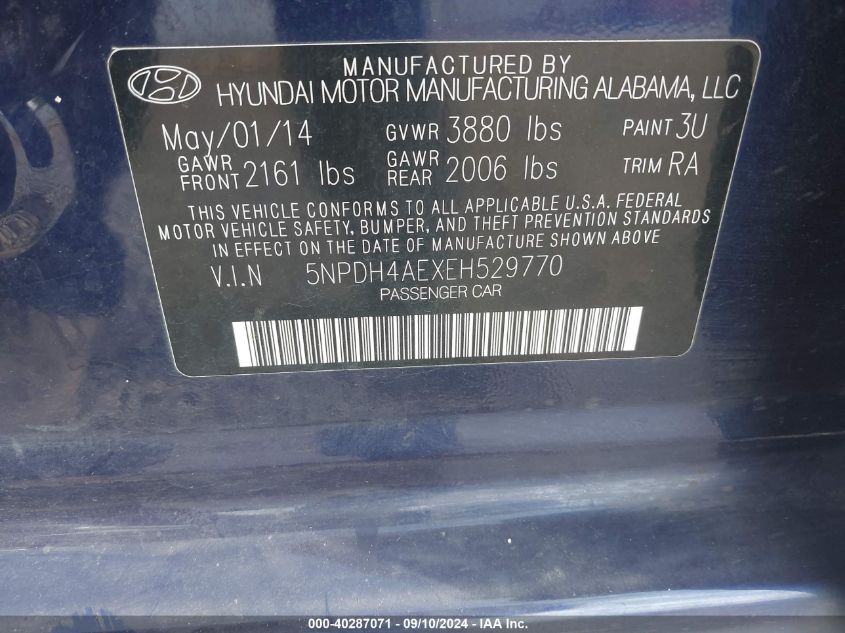 MANUFACTURED BY
HYUNDAI MOTOR MANUFACTURING ALABAMA, LLC
May/01/14 GVWR 3880 lbs PAINT 3U
GAWR FRONT 2161 lbs GAWR REAR 2006 lbs TRIM RA
THIS VEHICLE CONFORMS TO ALL APPLICABLE U.S.A. FEDERAL
MOTOR VEHICLE SAFETY, BUMPER, AND THEFT PREVENTION STANDARDS
IN EFFECT ON THE DATE OF MANUFACTURE SHOWN ABOVE
V.I.N 5NPDH4AEXEH529770
PASSENGER CAR
000-40287071 - 09/10/2024 - IAA Inc.